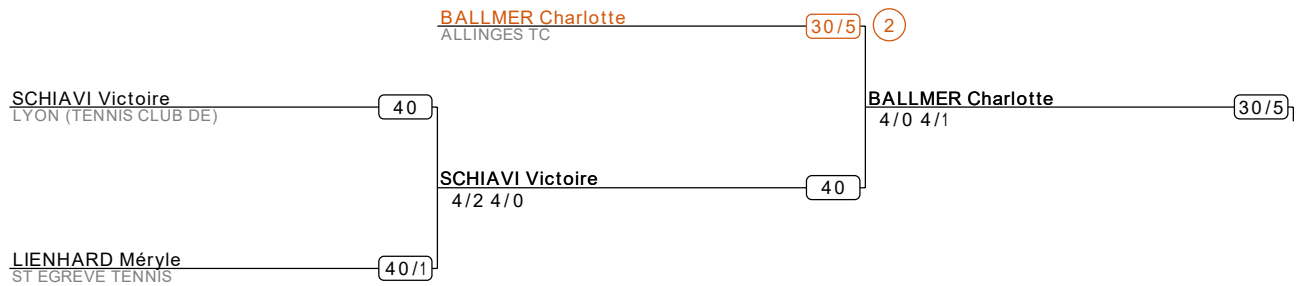 BALLMER Charlotte
ALLINGES TC
30/5
2
SCHIAVI Victoire
LYON (TENNIS CLUB DE)
40
BALLMER Charlotte
4/0 4/1
30/5
SCHIAVI Victoire
4/2 4/0
40
LIENHARD Méryle
ST EGREVE TENNIS
40/1